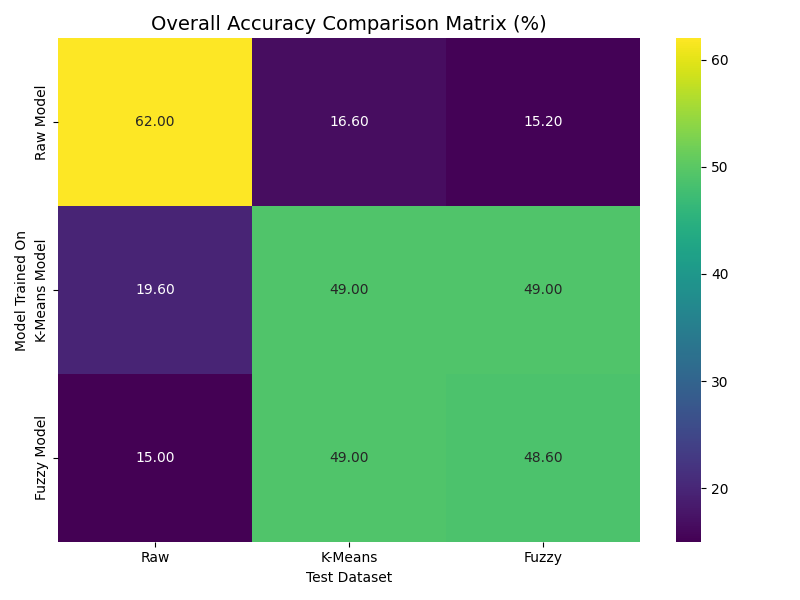 Overall Accuracy Comparison Matrix (%)
Model Trained On
Raw Model
62.00
16.60
15.20
K-Means Model
19.60
49.00
49.00
Fuzzy Model
15.00
49.00
48.60
Raw
K-Means
Fuzzy
Test Dataset
60
50
40
30
20